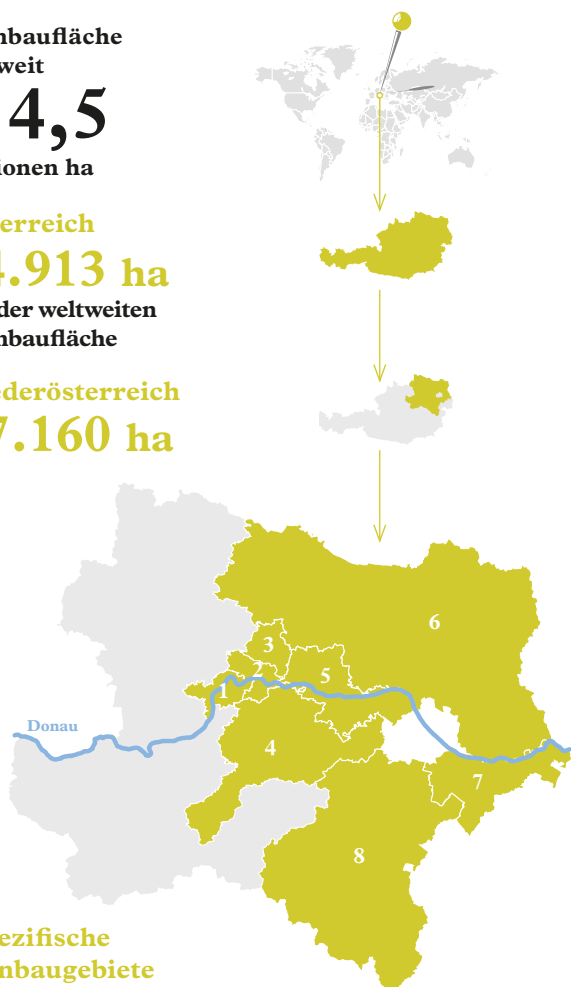 nbaufläche
weit
4,5
ionen ha
erreich
.913 ha
der weltweiten
nbaufläche
ederösterreich
7.160 ha
6
3
2
5
1
Donau
4
7
8
ezifische
nbaugebiete